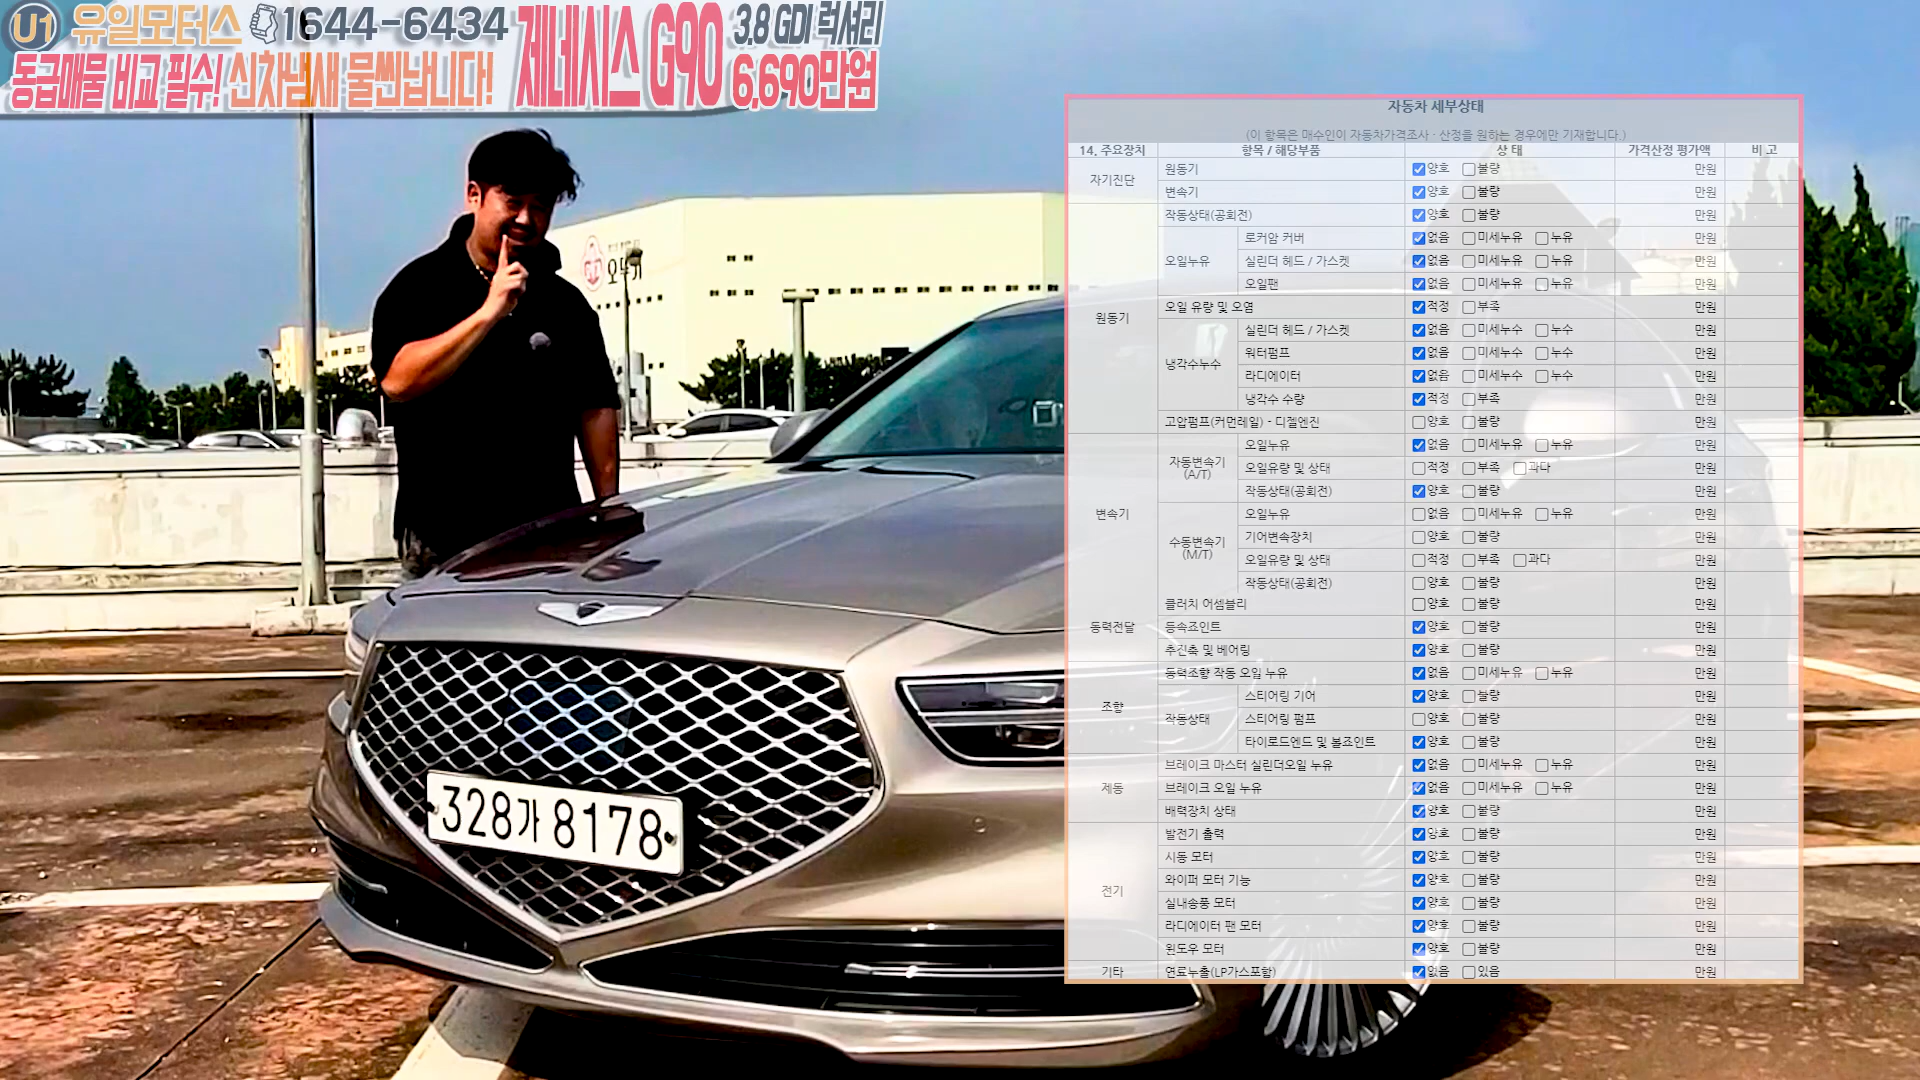 U1 유일모터스 1644-6434
동급매물 비교 필수! 신차냄새 물씬납니다!
제네시스 G90
3.8 GDI 럭셔리
6,690만원
오뚜기
328가 8178
자동차 세부상태
(이 항목은 매수인이 자동차가격조사 · 산정을 원하는 경우에만 기재합니다.)
14. 주요장치 항목 / 해당부품 상 태 가격산정 평가액 비 고
자기진단 원동기 양호 불량 만원
변속기 양호 불량 만원
원동기 작동상태(공회전) 양호 불량 만원
오일누유 로커암 커버 없음 미세누유 누유 만원
실린더 헤드 / 가스켓 없음 미세누유 누유 만원
오일팬 없음 미세누유 누유 만원
오일 유량 및 오염 적정 부족 만원
냉각수누수 실린더 헤드 / 가스켓 없음 미세누수 누수 만원
워터펌프 없음 미세누수 누수 만원
라디에이터 없음 미세누수 누수 만원
냉각수 수량 적정 부족 만원
고압펌프(커먼레일) - 디젤엔진 양호 불량 만원
변속기 자동변속기 (A/T) 오일누유 없음 미세누유 누유 만원
오일유량 및 상태 적정 부족 과다 만원
작동상태(공회전) 양호 불량 만원
수동변속기 (M/T) 오일누유 없음 미세누유 누유 만원
기어변속장치 양호 불량 만원
오일유량 및 상태 적정 부족 과다 만원
작동상태(공회전) 양호 불량 만원
동력전달 클러치 어셈블리 양호 불량 만원
등속죠인트 양호 불량 만원
추진축 및 베어링 양호 불량 만원
조향 동력조향 작동 오일 누유 없음 미세누유 누유 만원
작동상태 스티어링 기어 양호 불량 만원
스티어링 펌프 양호 불량 만원
타이로드엔드 및 볼죠인트 양호 불량 만원
제동 브레이크 마스터 실린더오일 누유 없음 미세누유 누유 만원
브레이크 오일 누유 없음 미세누유 누유 만원
배력장치 상태 양호 불량 만원
전기 발전기 출력 양호 불량 만원
시동 모터 양호 불량 만원
와이퍼 모터 기능 양호 불량 만원
실내송풍 모터 양호 불량 만원
라디에이터 팬 모터 양호 불량 만원
윈도우 모터 양호 불량 만원
기타 연료누출(LP가스포함) 없음 있음 만원